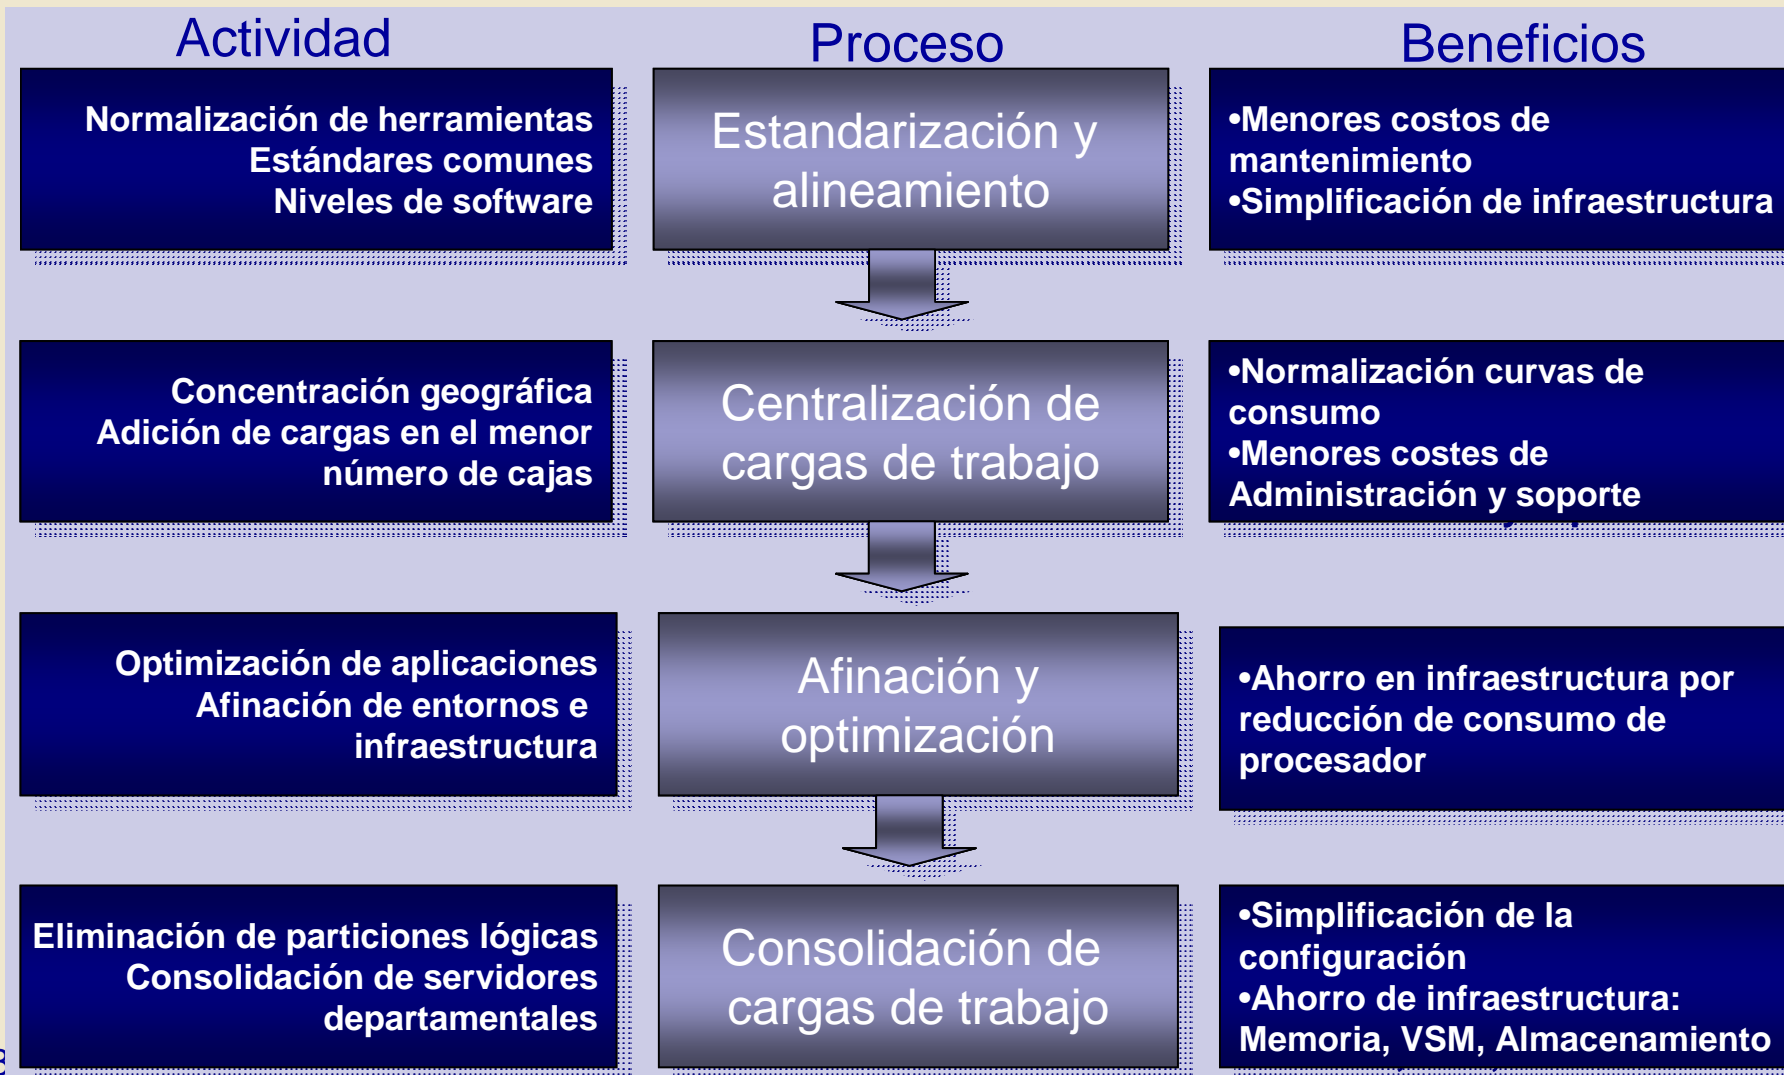 Actividad
Proceso
Beneficios
Normalización de herramientas
Estándares comunes
Niveles de software
Estandarización y
alineamiento
•Menores costos de
mantenimiento
•Simplificación de infraestructura
Concentración geográfica
Adición de cargas en el menor
número de cajas
Centralización de
cargas de trabajo
•Normalización curvas de
consumo
•Menores costes de
Administración y soporte
Optimización de aplicaciones
Afinación de entornos e
infraestructura
Afinación y
optimización
•Ahorro en infraestructura por
reducción de consumo de
procesador
Eliminación de particiones lógicas
Consolidación de servidores
departamentales
Consolidación de
cargas de trabajo
•Simplificación de la
configuración
•Ahorro de infraestructura:
Memoria, VSM, Almacenamiento